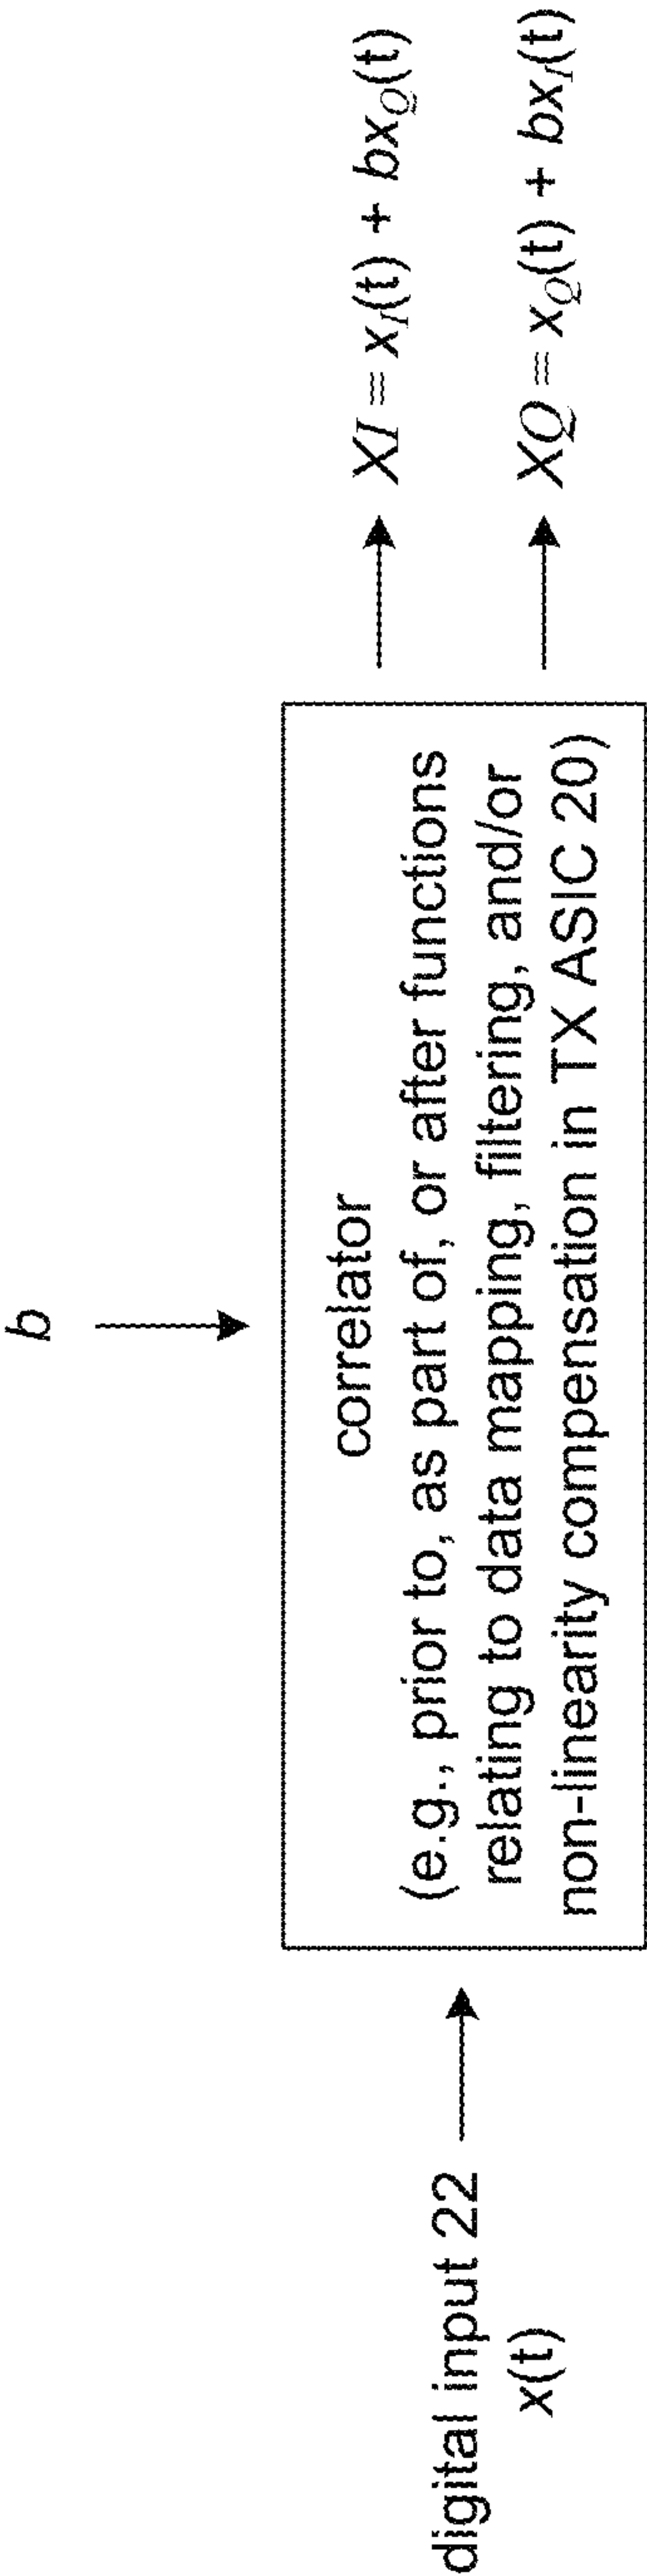 b
digital input 22
x(t)
correlator
(e.g., prior to, as part of, or after functions
relating to data mapping, filtering, and/or
non-linearity compensation in TX ASIC 20)
XI = x_I(t) + bx_Q(t)
XQ = x_Q(t) + bx_I(t)